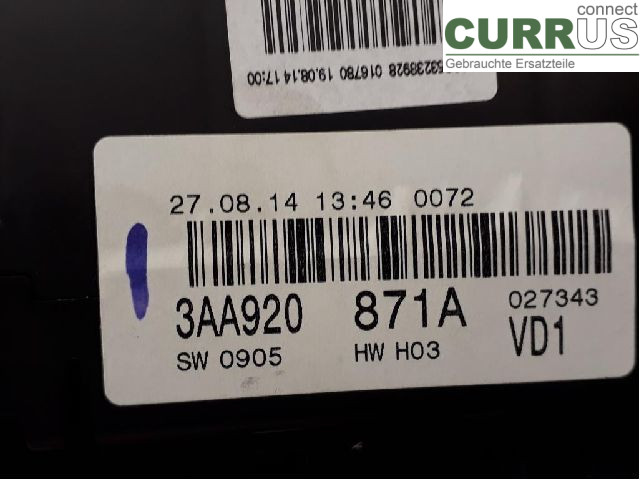 connect
CURRUS
Gebrauchte Ersatzteile
016780 19.08.14 17:00
27.08.14 13:46 0072
3AA920 871A 027343
SW 0905 HW H03 VD1